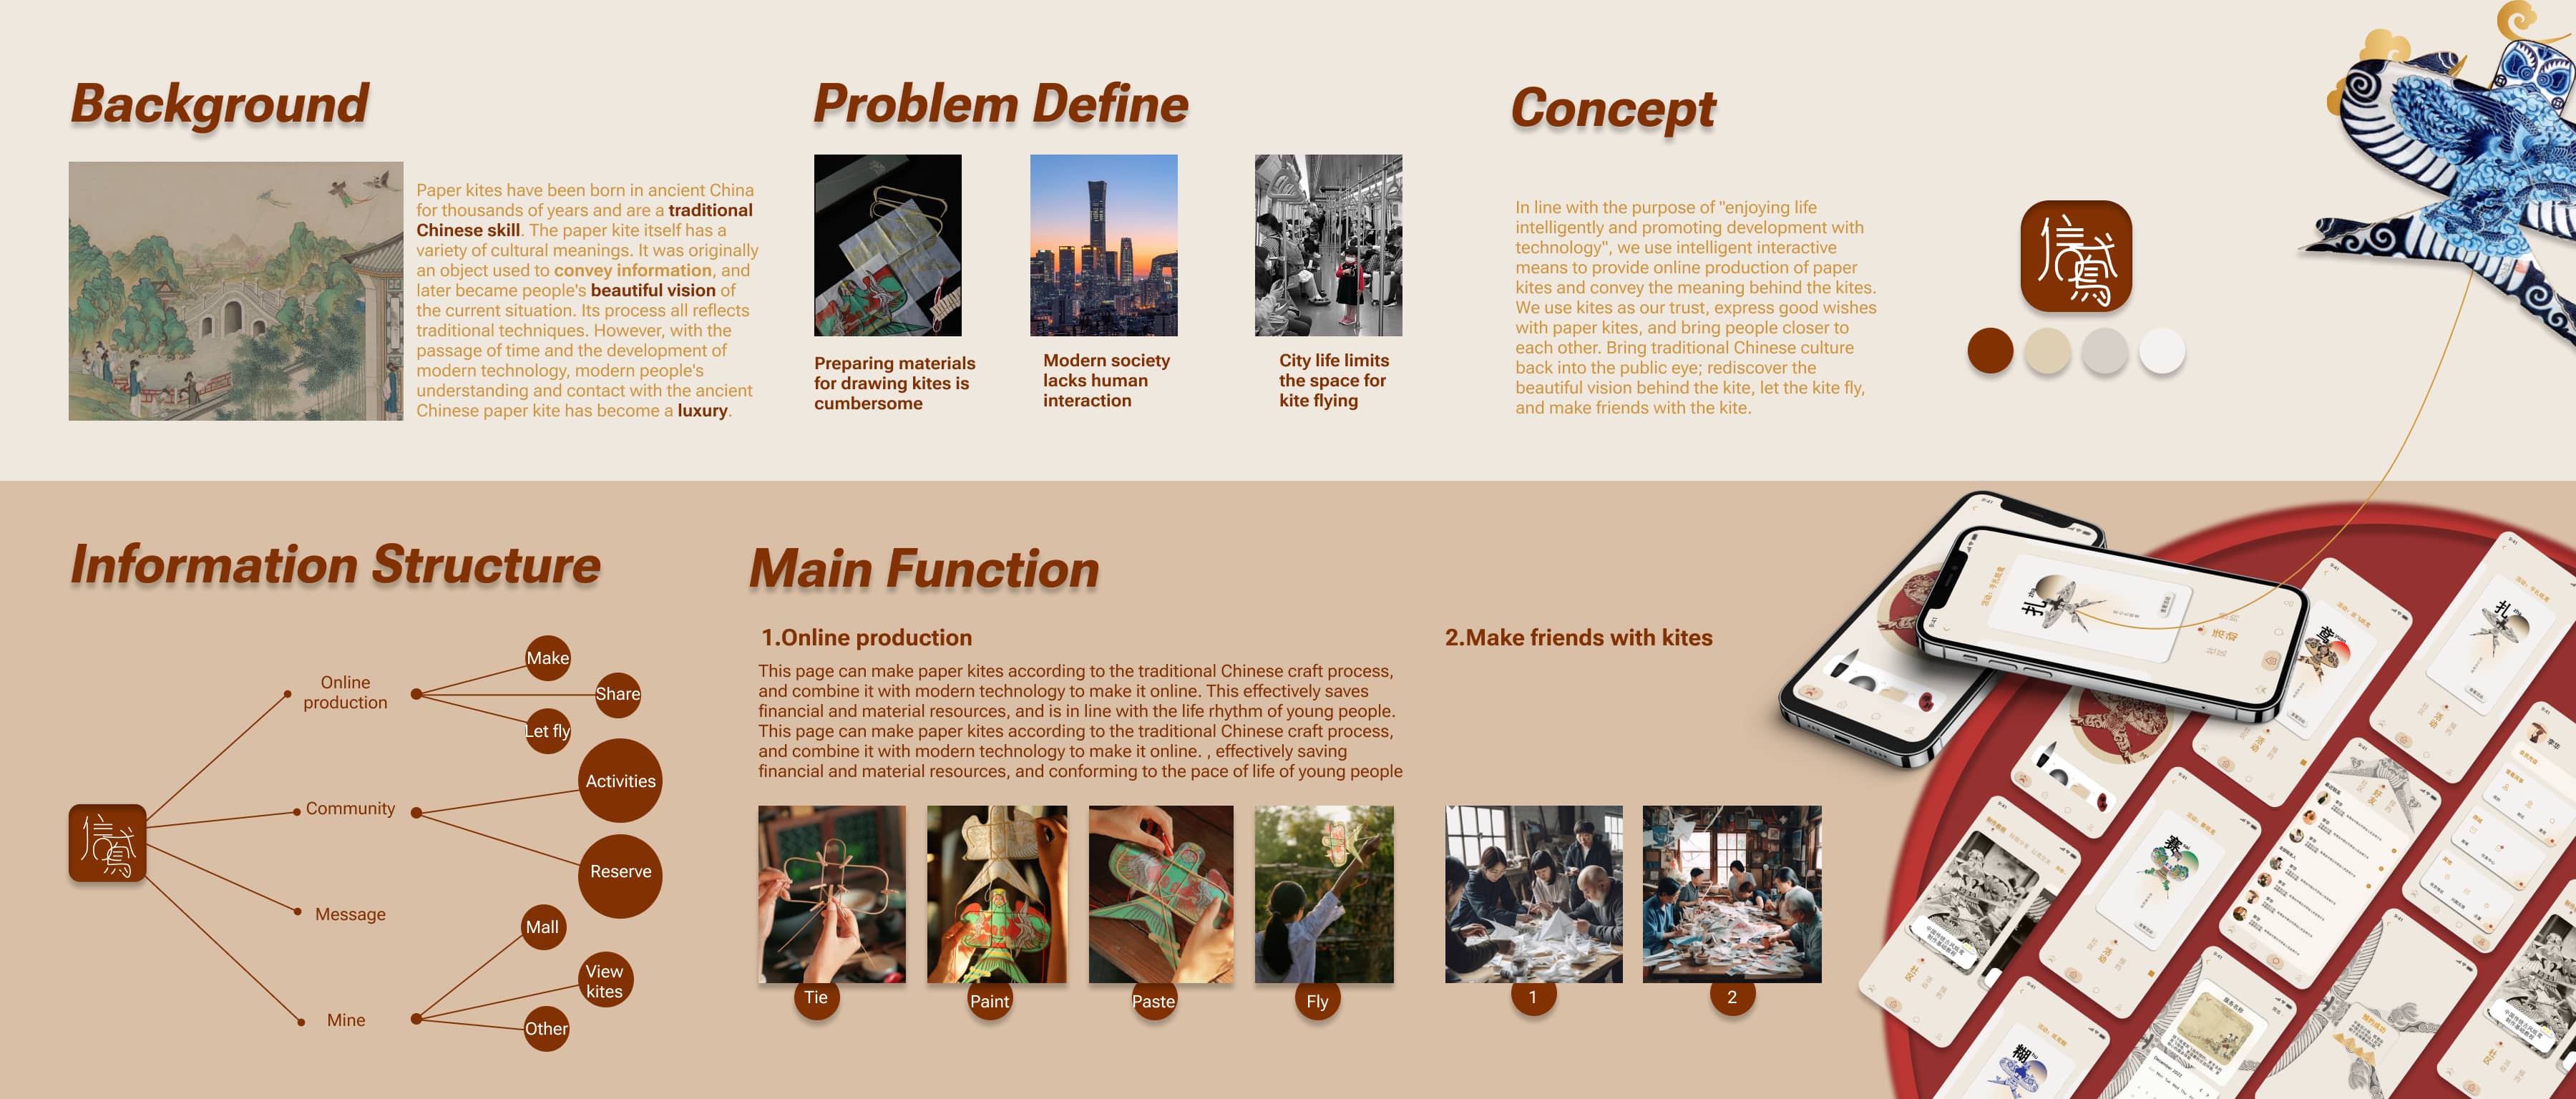 Background
Paper kites have been born in ancient China
for thousands of years and are a traditional
Chinese skill. The paper kite itself has a
variety of cultural meanings. It was originally
an object used to convey information, and
later became people's beautiful vision of
the current situation. Its process all reflects
traditional techniques. However, with the
passage of time and the development of
modern technology, modern people's
understanding and contact with the ancient
Chinese paper kite has become a luxury.
Problem Define
Preparing materials
for drawing kites is
cumbersome
Modern society
lacks human
interaction
City life limits
the space for
kite flying
Concept
In line with the purpose of "enjoying life
intelligently and promoting development with
technology", we use intelligent interactive
means to provide online production of paper
kites and convey the meaning behind the kites.
We use kites as our trust, express good wishes
with paper kites, and bring people closer to
each other. Bring traditional Chinese culture
back into the public eye; rediscover the
beautiful vision behind the kite, let the kite fly,
and make friends with the kite.
信鸢
Information Structure
信鸢
Online
production
Make
Share
Let fly
Community
Activities
Reserve
Message
Mine
Mall
View
kites
Other
Main Function
1.Online production
This page can make paper kites according to the traditional Chinese craft process,
and combine it with modern technology to make it online. This effectively saves
financial and material resources, and is in line with the life rhythm of young people.
This page can make paper kites according to the traditional Chinese craft process,
and combine it with modern technology to make it online. , effectively saving
financial and material resources, and conforming to the pace of life of young people
Tie
Paint
Paste
Fly
2.Make friends with kites
1
2
扎
鸢
扎
赛
糊